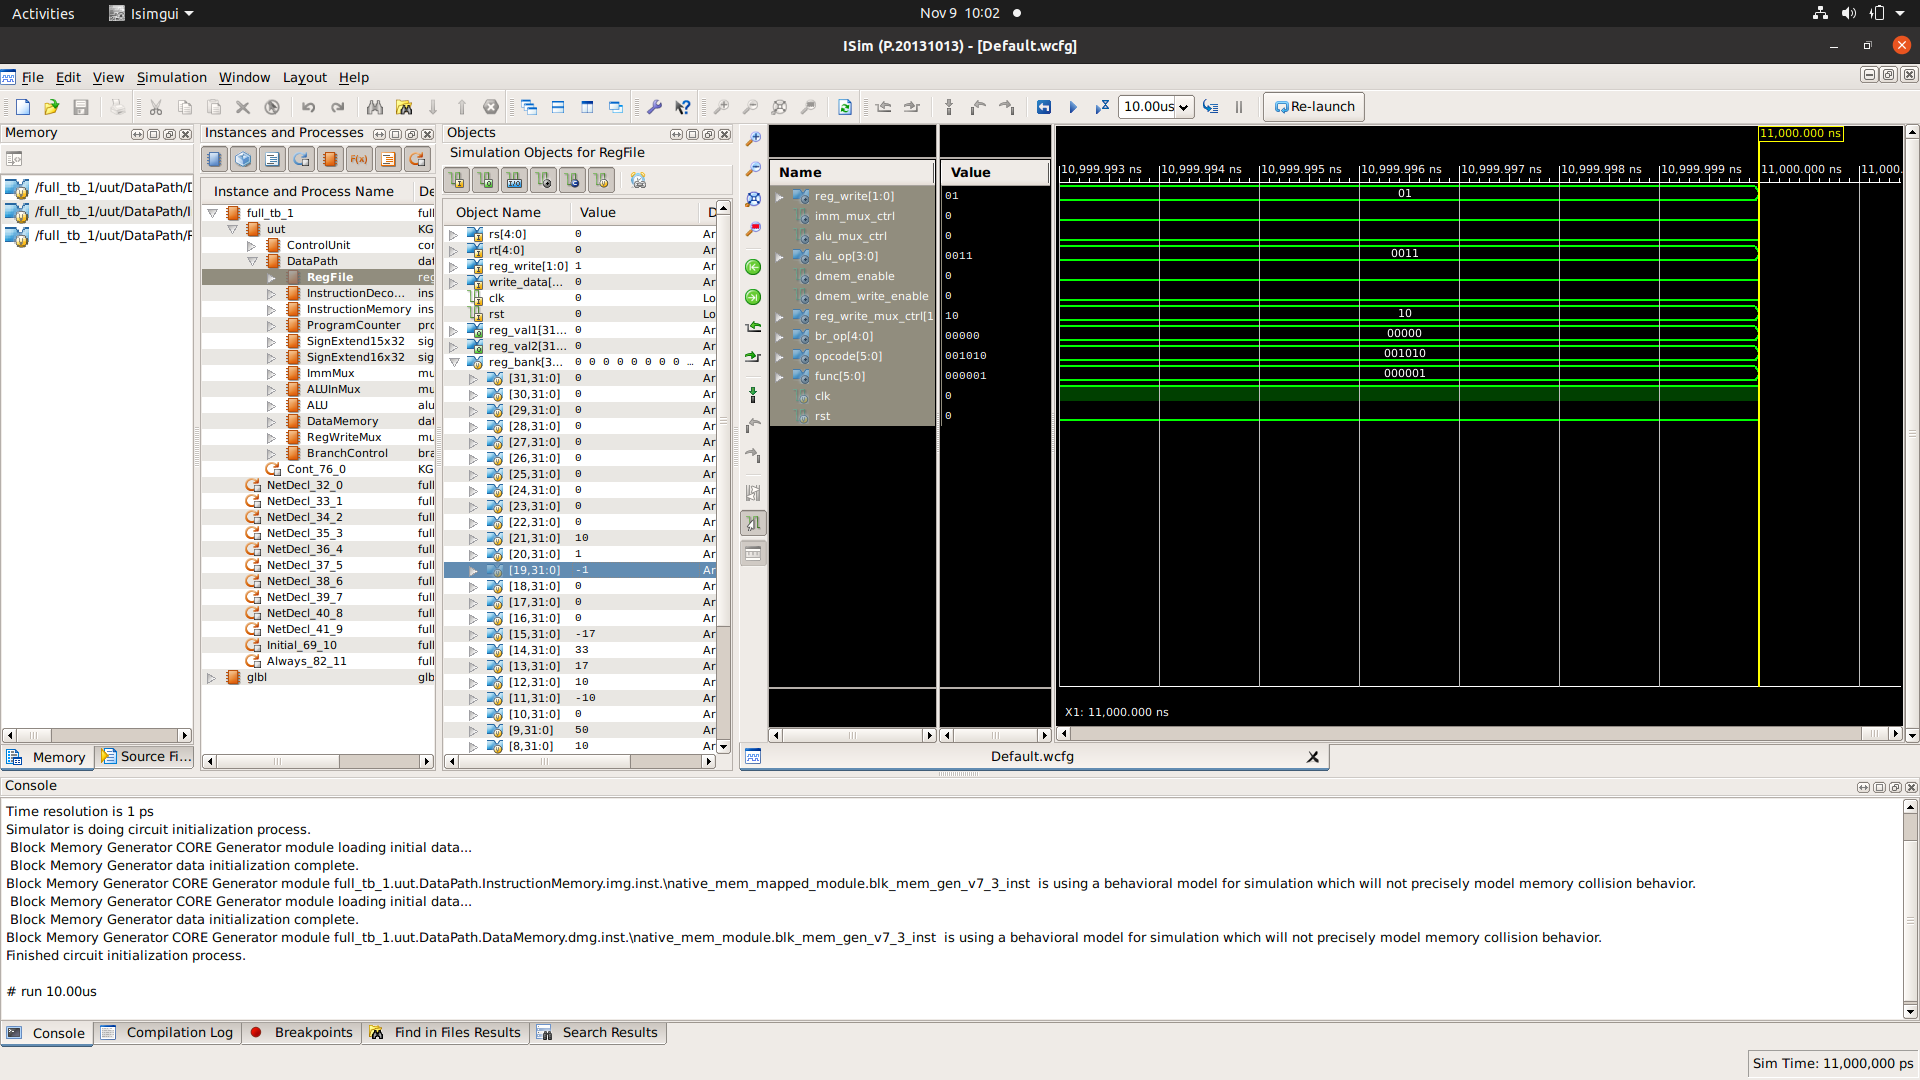 Activities
Isimgui
Nov 9 10:02
ISim (P.20131013) - [Default.wcfg]
File Edit View Simulation Window Layout Help
10.00us
Re-launch
Memory
/full_tb_1/uut/DataPath/D
/full_tb_1/uut/DataPath/I
/full_tb_1/uut/DataPath/F
Memory
Source Fi...
Instances and Processes
Instance and Process Name De
full_tb_1 full
uut KG
ControlUnit cor
DataPath dat
RegFile reg
InstructionDeco... ins
InstructionMemory ins
ProgramCounter pro
SignExtend15x32 sig
SignExtend16x32 sig
ImmMux mu
ALUInMux mu
ALU alu
DataMemory dat
RegWriteMux mu
BranchControl bra
Cont_76_0 KG
NetDecl_32_0 full
NetDecl_33_1 full
NetDecl_34_2 full
NetDecl_35_3 full
NetDecl_36_4 full
NetDecl_37_5 full
NetDecl_38_6 full
NetDecl_39_7 full
NetDecl_40_8 full
NetDecl_41_9 full
Initial_69_10 full
Always_82_11 full
glbl glb
Objects
Simulation Objects for RegFile
Object Name Value D
rs[4:0] 0 Ar
rt[4:0] 0 Ar
reg_write[1:0] 1 Ar
write_data[... 0 Ar
clk 0 Lo
rst 0 Lo
reg_val1[31... 0 Ar
reg_val2[31... 0 Ar
reg_bank[3... 0 0 0 0 0 0 0 0 ... Ar
[31,31:0] 0 Ar
[30,31:0] 0 Ar
[29,31:0] 0 Ar
[28,31:0] 0 Ar
[27,31:0] 0 Ar
[26,31:0] 0 Ar
[25,31:0] 0 Ar
[24,31:0] 0 Ar
[23,31:0] 0 Ar
[22,31:0] 0 Ar
[21,31:0] 10 Ar
[20,31:0] 1 Ar
[19,31:0] -1 Ar
[18,31:0] 0 Ar
[17,31:0] 0 Ar
[16,31:0] 0 Ar
[15,31:0] -17 Ar
[14,31:0] 33 Ar
[13,31:0] 17 Ar
[12,31:0] 10 Ar
[11,31:0] -10 Ar
[10,31:0] 0 Ar
[9,31:0] 50 Ar
[8,31:0] 10 Ar
Name Value
reg_write[1:0] 01
imm_mux_ctrl 0
alu_mux_ctrl 0
alu_op[3:0] 0011
dmem_enable 0
dmem_write_enable 0
reg_write_mux_ctrl[1 10
br_op[4:0] 00000
opcode[5:0] 001010
func[5:0] 000001
clk 0
rst 0
11,000.000 ns
10,999.993 ns 10,999.994 ns 10,999.995 ns 10,999.996 ns 10,999.997 ns 10,999.998 ns 10,999.999 ns 11,000.000 ns 11,000.
01
0011
10
00000
001010
000001
X1: 11,000.000 ns
Default.wcfg
Console
Time resolution is 1 ps
Simulator is doing circuit initialization process.
Block Memory Generator CORE Generator module loading initial data...
Block Memory Generator data initialization complete.
Block Memory Generator CORE Generator module full_tb_1.uut.DataPath.InstructionMemory.img.inst.\native_mem_mapped_module.blk_mem_gen_v7_3_inst is using a behavioral model for simulation which will not precisely model memory collision behavior.
Block Memory Generator CORE Generator module loading initial data...
Block Memory Generator data initialization complete.
Block Memory Generator CORE Generator module full_tb_1.uut.DataPath.DataMemory.dmg.inst.\native_mem_module.blk_mem_gen_v7_3_inst is using a behavioral model for simulation which will not precisely model memory collision behavior.
Finished circuit initialization process.
# run 10.00us
Console
Compilation Log
Breakpoints
Find in Files Results
Search Results
Sim Time: 11,000,000 ps